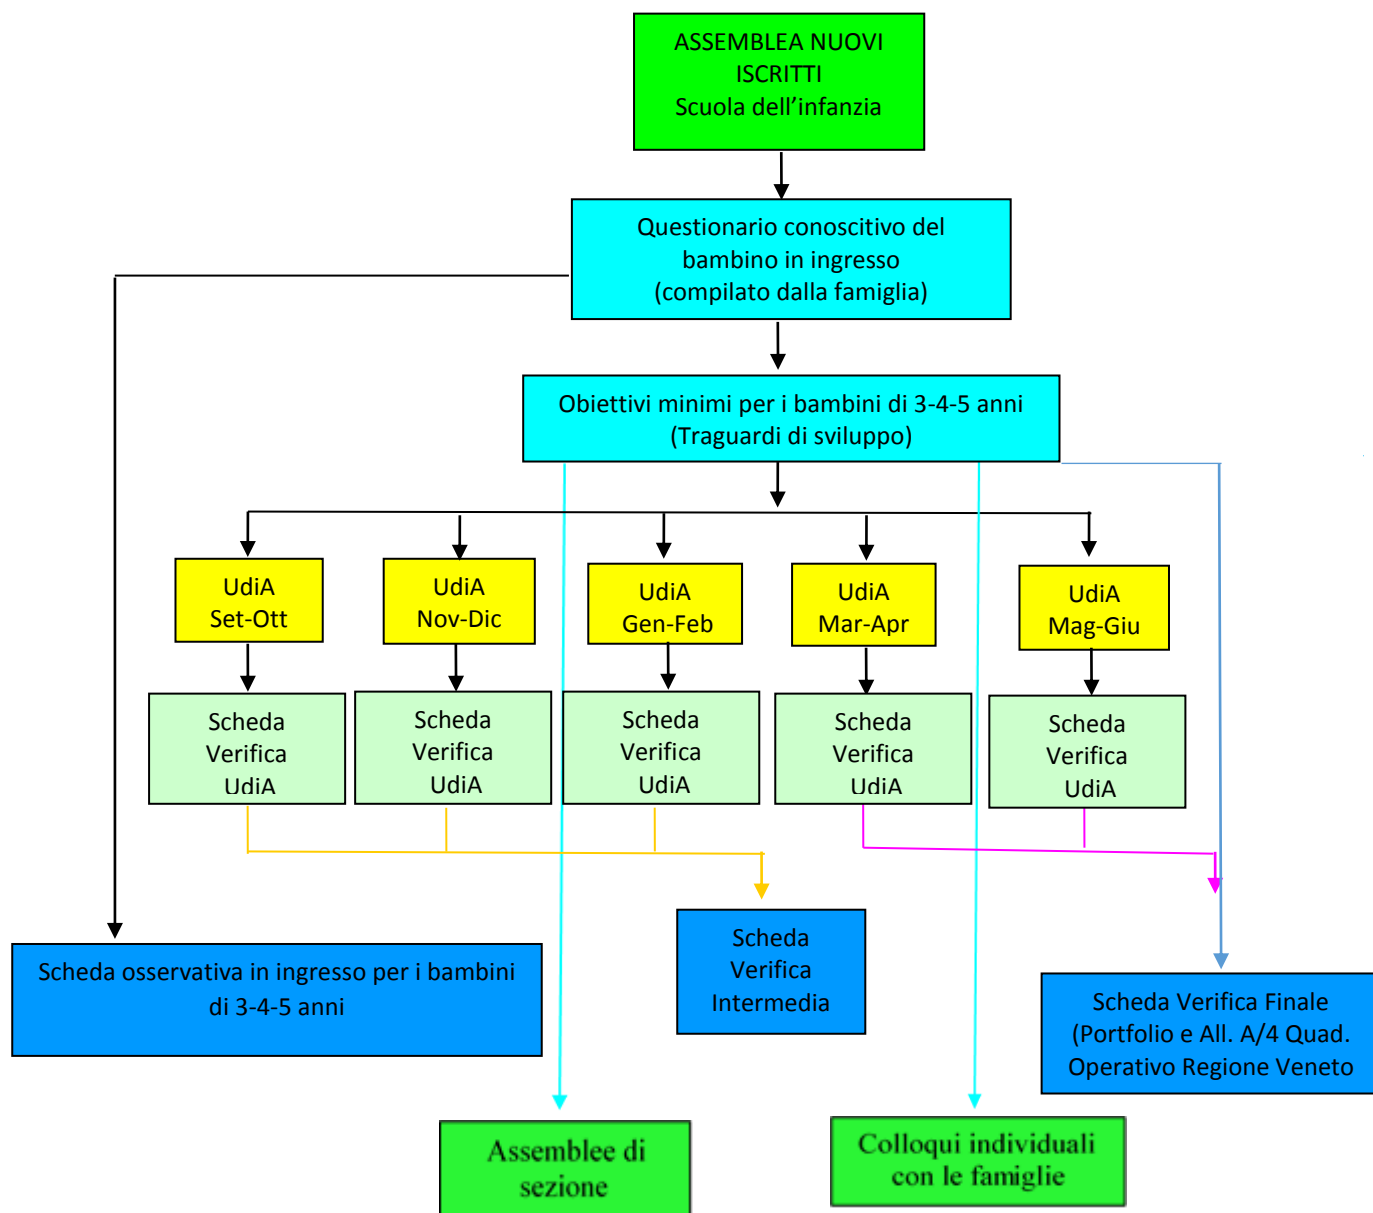 ASSEMBLEA NUOVI
ISCRITTI
Scuola dell’infanzia
Questionario conoscitivo del
bambino in ingresso
(compilato dalla famiglia)
Obiettivi minimi per i bambini di 3-4-5 anni
(Traguardi di sviluppo)
UdiA
Set-Ott
UdiA
Nov-Dic
UdiA
Gen-Feb
UdiA
Mar-Apr
UdiA
Mag-Giu
Scheda
Verifica
UdiA
Scheda
Verifica
UdiA
Scheda
Verifica
UdiA
Scheda
Verifica
UdiA
Scheda
Verifica
UdiA
Scheda osservativa in ingresso per i bambini
di 3-4-5 anni
Scheda
Verifica
Intermedia
Scheda Verifica Finale
(Portfolio e All. A/4 Quad.
Operativo Regione Veneto
Assemblee di
sezione
Colloqui individuali
con le famiglie